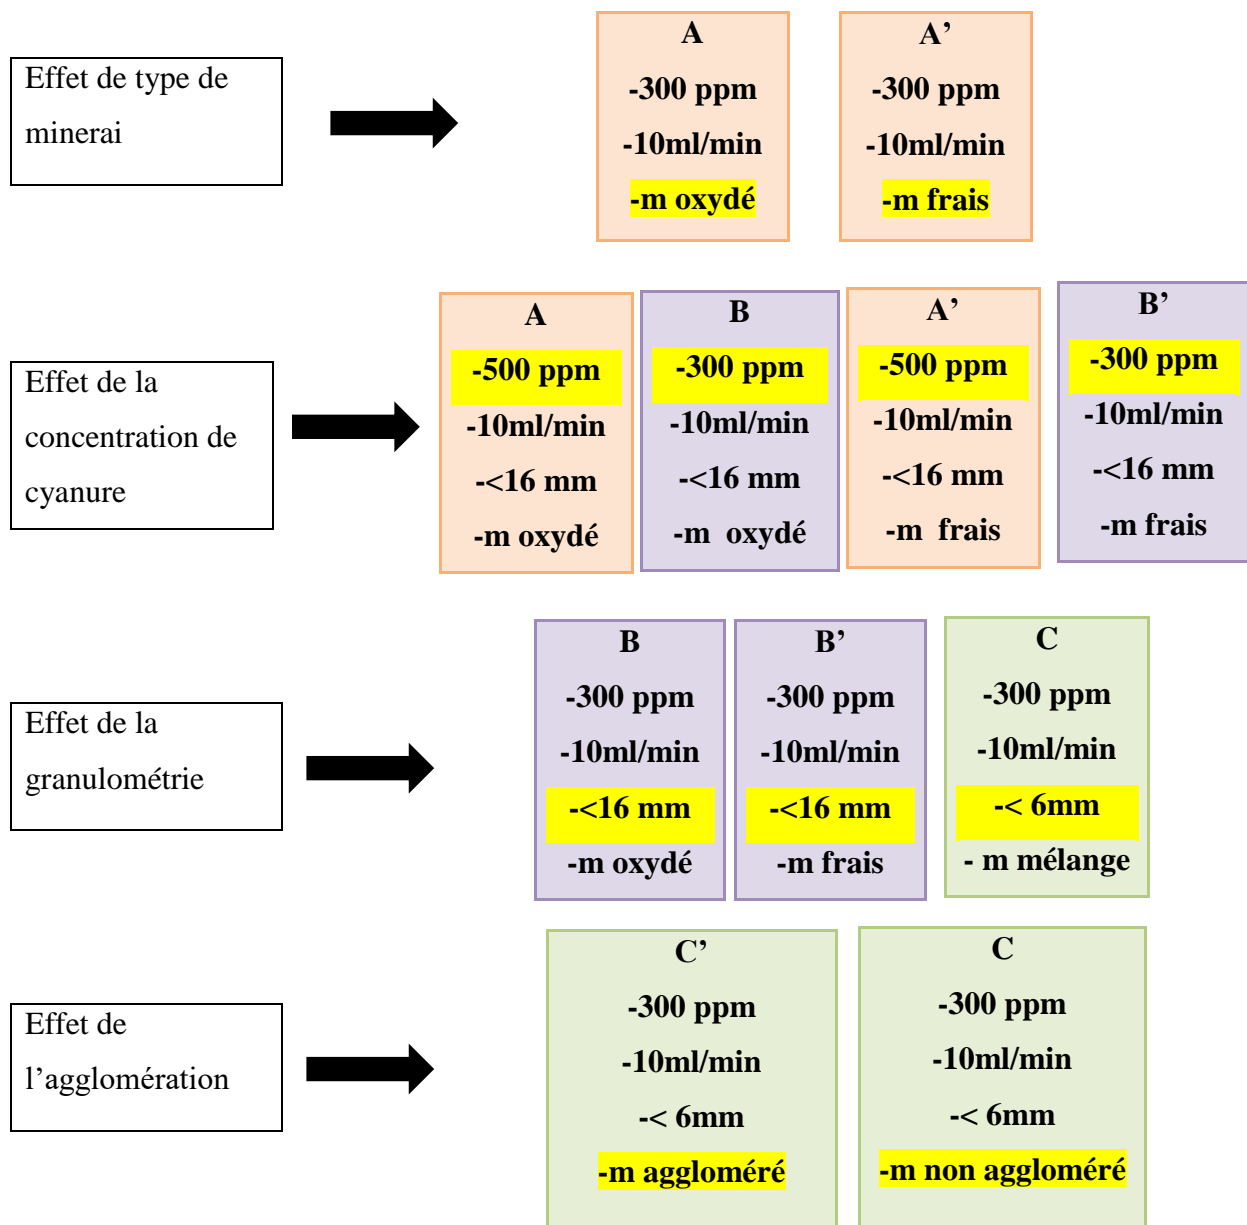 Effet de type de
minerai
A
-300 ppm
-10ml/min
-m oxydé
A’
-300 ppm
-10ml/min
-m frais
Effet de la
concentration de
cyanure
A
-500 ppm
-10ml/min
-<16 mm
-m oxydé
B
-300 ppm
-10ml/min
-<16 mm
-m  oxydé
A’
-500 ppm
-10ml/min
-<16 mm
-m  frais
B’
-300 ppm
-10ml/min
-<16 mm
-m frais
Effet de la
granulométrie
B
-300 ppm
-10ml/min
-<16 mm
-m oxydé
B’
-300 ppm
-10ml/min
-<16 mm
-m frais
C
-300 ppm
-10ml/min
-< 6mm
- m mélange
Effet de
l’agglomération
C’
-300 ppm
-10ml/min
-< 6mm
-m aggloméré
C
-300 ppm
-10ml/min
-< 6mm
-m non aggloméré